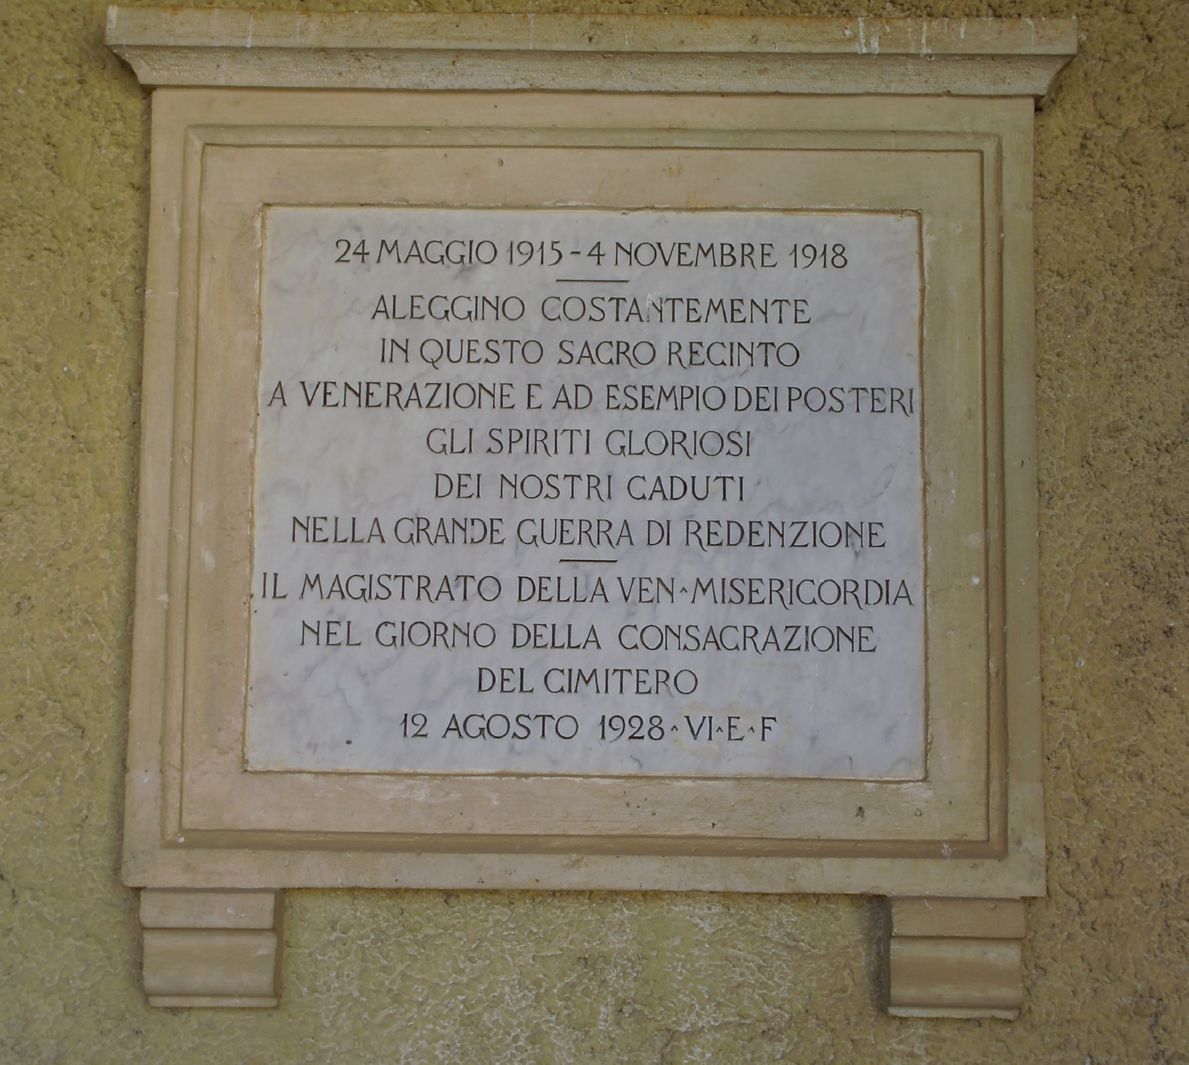 24 MAGGIO 1915-4 NOVEMBRE 1918
ALEGGINO COSTANTEMENTE
IN QUESTO SACRO RECINTO
A VENERAZIONE E AD ESEMPIO DEI POSTERI
GLI SPIRITI GLORIOSI
DEI NOSTRI CADUTI
NELLA GRANDE GUERRA DI REDENZIONE
IL MAGISTRATO DELLA VEN·MISERICORDIA
NEL GIORNO DELLA CONSACRAZIONE
DEL CIMITERO
12 AGOSTO 1928·VI·E·F